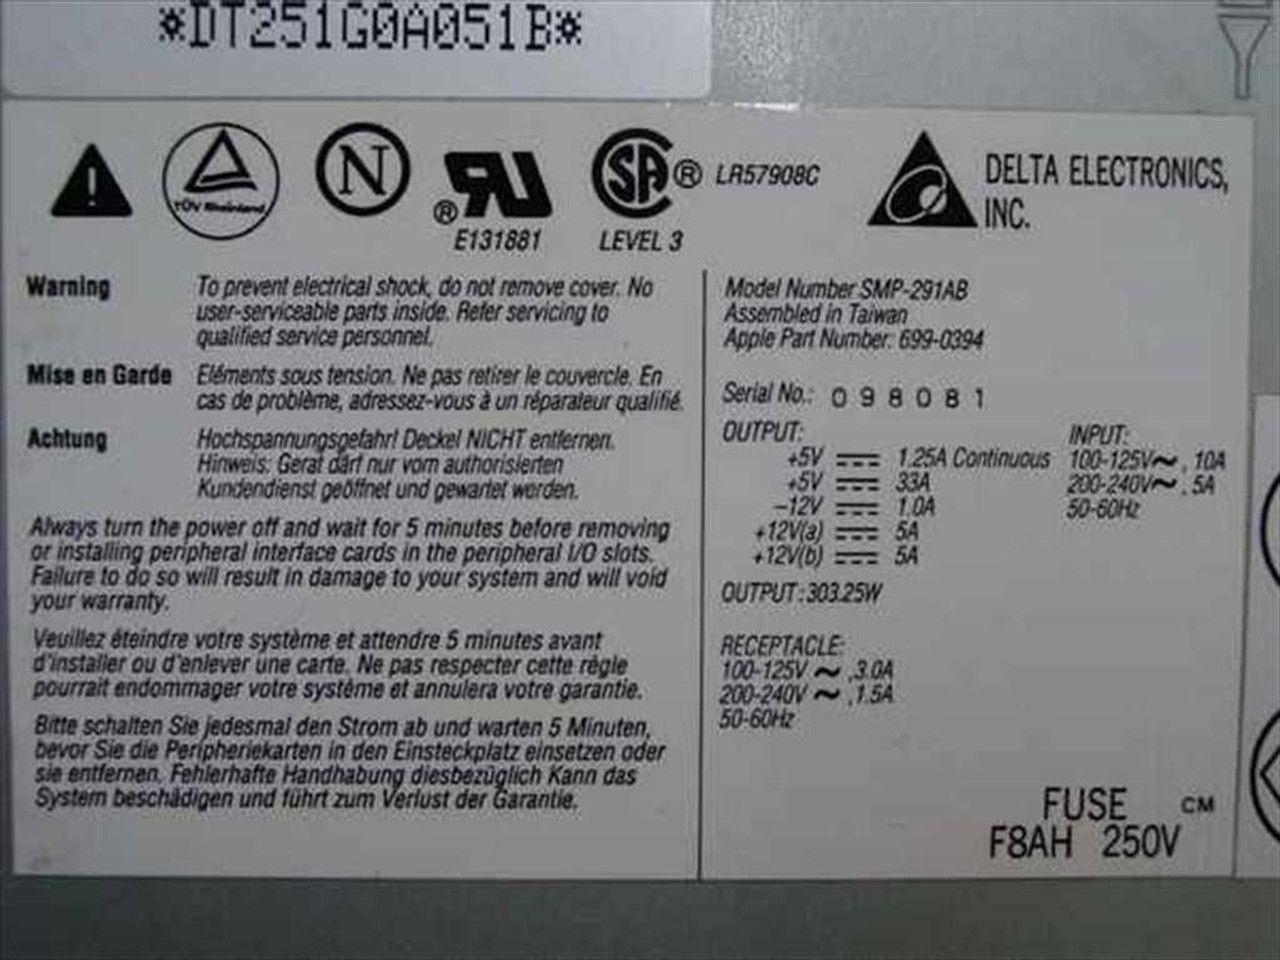 *DT251G0A051B*
TÜV Rheinland
N
® RU
E131881
SA ® LR57908C
LEVEL 3
DELTA ELECTRONICS,
INC.
Warning To prevent electrical shock, do not remove cover. No
user-serviceable parts inside. Refer servicing to
qualified service personnel.
Mise en Garde Eléments sous tension. Ne pas retirer le couvercle. En
cas de problème, adressez-vous à un réparateur qualifié.
Achtung Hochspannungsgefahr! Deckel NICHT entfernen.
Hinweis: Gerat darf nur vom authorisierten
Kundendienst geöffnet und gewartet werden.
Always turn the power off and wait for 5 minutes before removing
or installing peripheral interface cards in the peripheral I/O slots.
Failure to do so will result in damage to your system and will void
your warranty.
Veuillez éteindre votre système et attendre 5 minutes avant
d'installer ou d'enlever une carte. Ne pas respecter cette règle
pourrait endommager votre système et annulera votre garantie.
Bitte schalten Sie jedesmal den Strom ab und warten 5 Minuten,
bevor Sie die Peripheriekarten in den Einsteckplatz einsetzen oder
sie entfernen. Fehlerhafte Handhabung diesbezüglich Kann das
System beschädigen und führt zum Verlust der Garantie.
Model Number SMP-291AB
Assembled in Taiwan
Apple Part Number: 699-0394
Serial No.: 098081
OUTPUT:
+5V ⎓ 1.25A Continuous
+5V ⎓ 33A
-12V ⎓ 1.0A
+12V(a) ⎓ 5A
+12V(b) ⎓ 5A
INPUT:
100-125V~, 10A
200-240V~, 5A
50-60Hz
OUTPUT: 303.25W
RECEPTACLE:
100-125V ~ ,3.0A
200-240V ~ ,1.5A
50-60Hz
FUSE CM
F8AH 250V